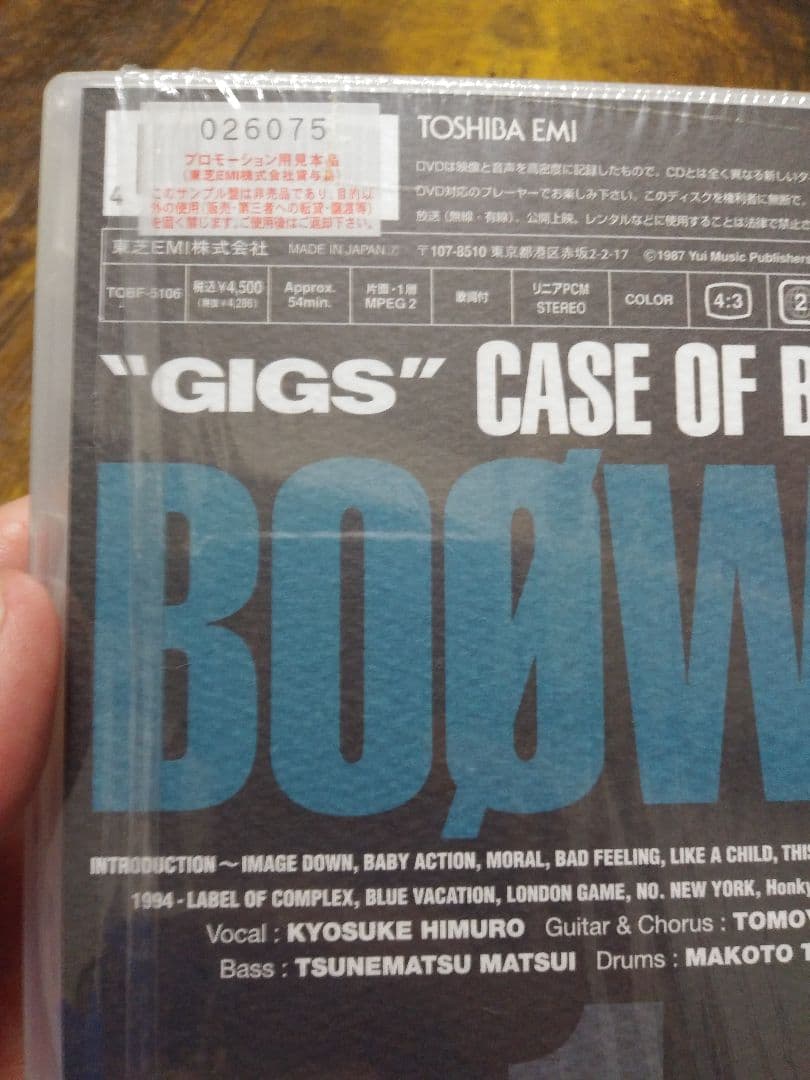 026075
プロモーション用見本品
(東芝EMI株式会社貸与品)
このサンプル盤は非売品であり、目的以
外の使用(販売・第三者への転貸・譲渡等)
を固く禁じます。ご使用後はご返却下さい。
4
TOSHIBA EMI
DVDは映像と音声を高密度に記録したもので、CDとは全く異なる新しい
DVD対応のプレーヤーでお楽しみ下さい。このディスクを権利者に無断で、
放送(無線・有線)、公開上映、レンタルなどに使用することは法律で禁止
東芝EMI株式会社 MADE IN JAPAN 〒107-8510 東京都港区赤坂2-2-17 ©1987 Yui Music Publishers
TOBF-5106 税込¥4,500 (税抜¥4,286) Approx. 54min. 片面・1層 MPEG 2 歌詞付 リニアPCM STEREO COLOR 4:3 2
"GIGS" CASE OF B
BOØW
INTRODUCTION～IMAGE DOWN, BABY ACTION, MORAL, BAD FEELING, LIKE A CHILD, THIS
1994-LABEL OF COMPLEX, BLUE VACATION, LONDON GAME, NO. NEW YORK, Honky
Vocal : KYOSUKE HIMURO Guitar & Chorus : TOMO
Bass : TSUNEMATSU MATSUI Drums : MAKOTO T